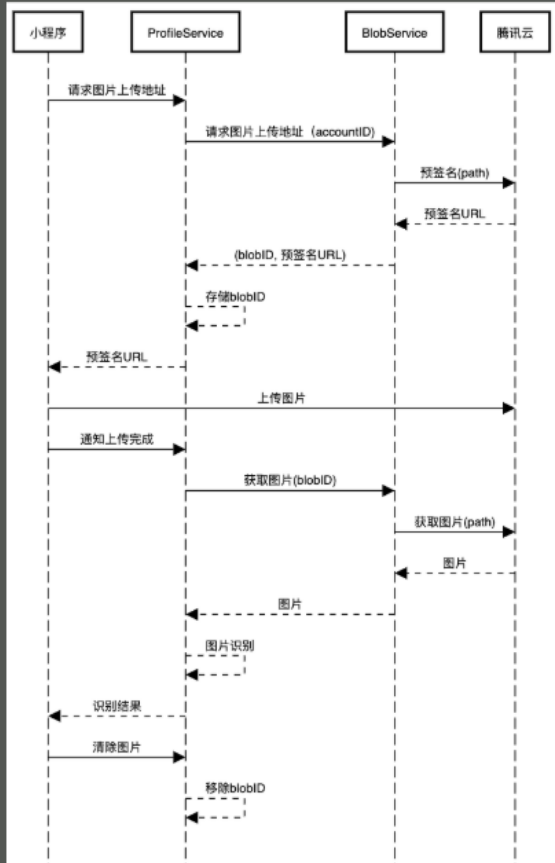 小程序
ProfileService
BlobService
腾讯云
请求图片上传地址
请求图片上传地址（accountID)
预签名(path)
预签名URL
(blobID, 预签名URL)
存储blobID
预签名URL
上传图片
通知上传完成
获取图片(blobID)
获取图片(path)
图片
图片
图片识别
识别结果
清除图片
移除blobID